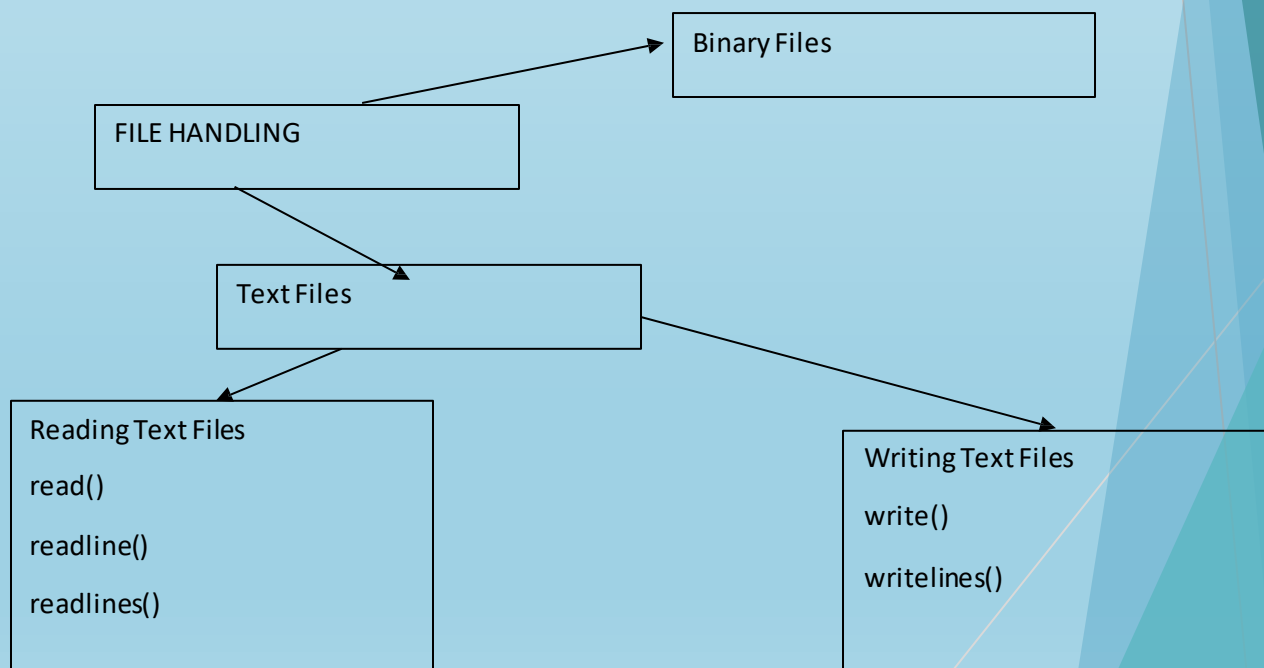 Binary Files
FILE HANDLING
Text Files
Reading Text Files
read()
readline()
readlines()
Writing Text Files
write()
writelines()